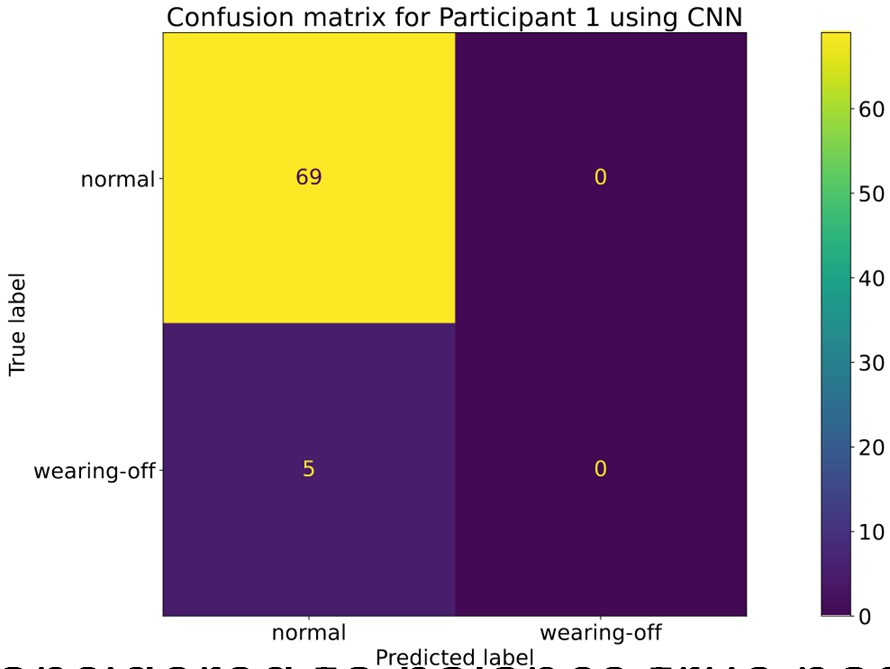 Confusion matrix for Participant 1 using CNN
True label
normal
wearing-off
69
0
5
0
normal
wearing-off
Predicted label
60
50
40
30
20
10
0